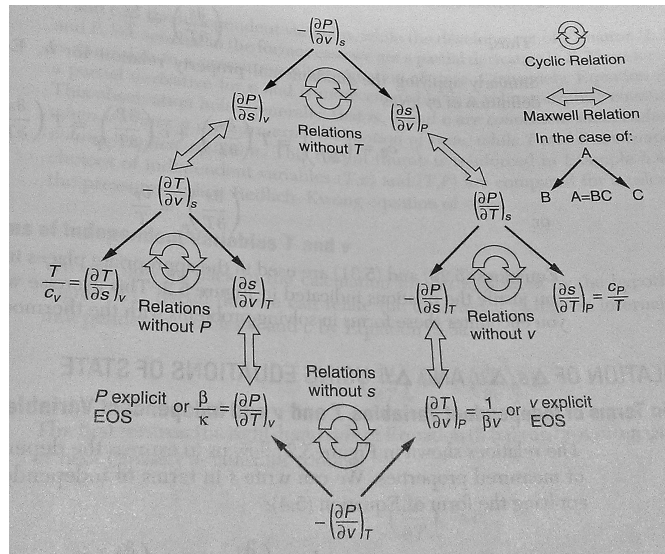 −(∂P/∂v)_s
Cyclic Relation
(∂P/∂s)_v
(∂s/∂v)_P
Relations
without T
Maxwell Relation
In the case of:
A
B A=BC C
−(∂T/∂v)_s
(∂P/∂T)_s
T/c_v = (∂T/∂s)_v
(∂s/∂v)_T
Relations
without P
−(∂P/∂s)_T
(∂s/∂T)_P = c_P/T
Relations
without v
Relations
without s
P explicit
EOS or β/κ = (∂P/∂T)_v
(∂T/∂v)_P = 1/βv or v explicit
EOS
−(∂P/∂v)_T